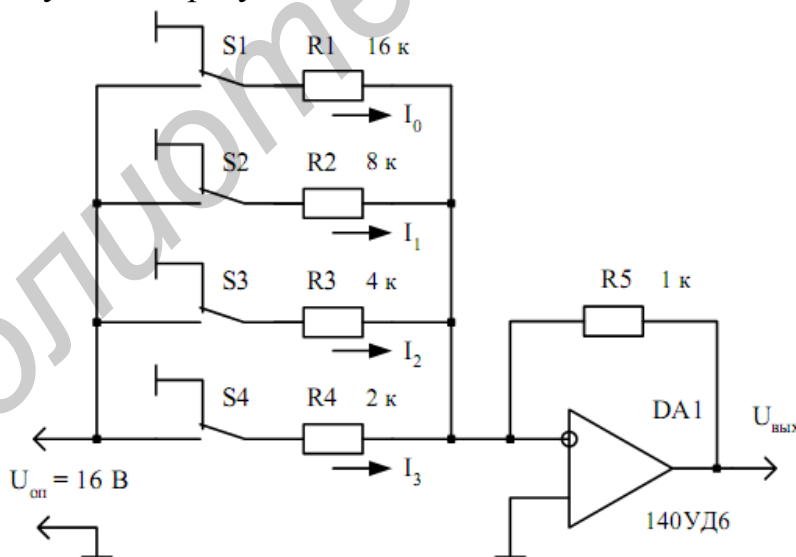 S1 R1 16 к
I₀
S2 R2 8 к
I₁
S3 R3 4 к
I₂
R5 1 к
S4 R4 2 к
I₃
DA1
Uвых
Uоп = 16 В
140УД6